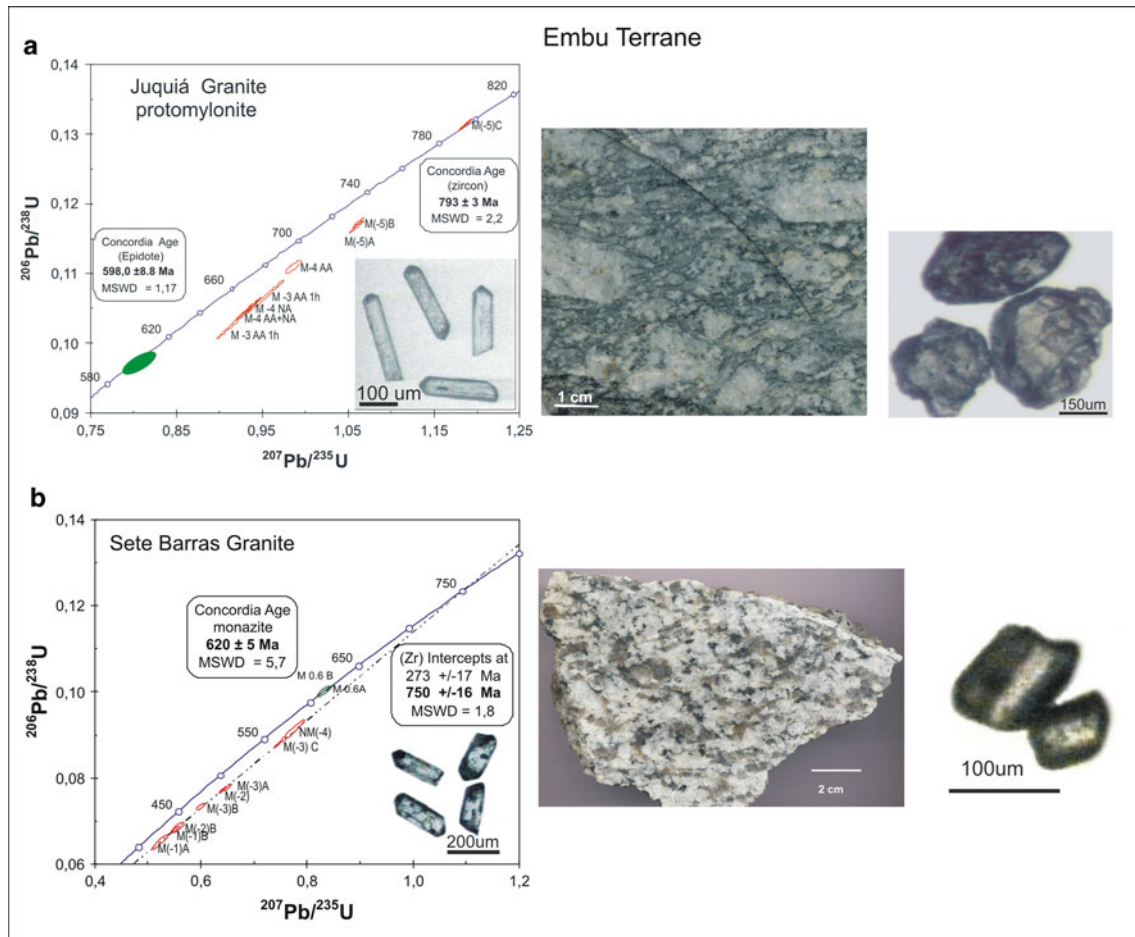 Embu Terrane
a
0,14
0,13
0,12
0,11
0,10
0,09
206Pb/238U
Juquiá Granite
protomylonite
820
780
740
700
660
620
580
M(-5)C
M(-5)B
M(-5)A
M-4 AA
M -3 AA 1h
M -4 NA
M-4 AA+NA
M -3 AA 1h
Concordia Age
(zircon)
793 ± 3 Ma
MSWD = 2,2
Concordia Age
(Epidote)
598,0 ±8.8 Ma
MSWD = 1,17
100 um
0,75
0,85
0,95
1,05
1,15
1,25
207Pb/235U
1 cm
150um
b
0,14
0,12
0,10
0,08
0,06
206Pb/238U
Sete Barras Granite
750
650
550
450
Concordia Age
monazite
620 ± 5 Ma
MSWD = 5,7
M 0.6 B
M 0.6A
(Zr) Intercepts at
273 +/-17 Ma
750 +/-16 Ma
MSWD = 1,8
NM(-4)
M(-3) C
M(-3)A
M(-2)
M(-3)B
M(-2)B
M(-1)B
M(-1)A
200um
0,4
0,6
0,8
1,0
1,2
207Pb/235U
2 cm
100um